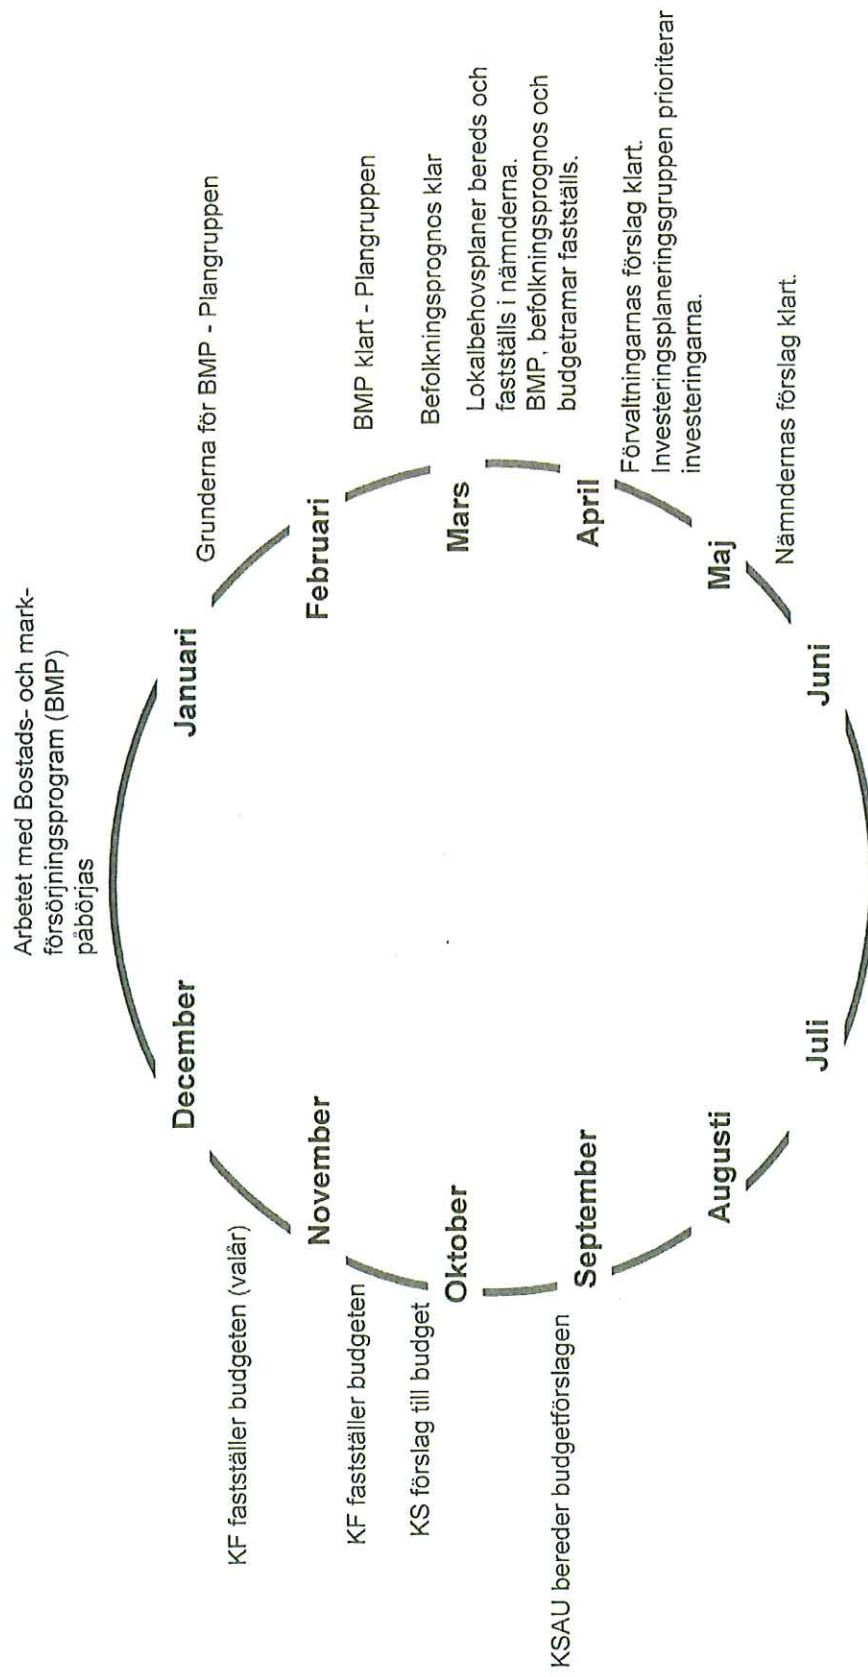 Arbetet med Bostads- och mark-
försörjningsprogram (BMP)
påbörjas
Januari
Grunderna för BMP - Plangruppen
Februari
BMP klart - Plangruppen
Befolkningsprognos klar
Mars
Lokalbehovsplaner bereds och
fastställs i nämnderna.
BMP, befolkningsprognos och
budgetramar fastställs.
April
Förvaltningarnas förslag klart.
Investeringsplaneringsgruppen prioriterar
investeringarna.
Maj
Nämndernas förslag klart.
Juni
Juli
Augusti
September
KSAU bereder budgetförslagen
Oktober
KS förslag till budget
KF fastställer budgeten
November
KF fastställer budgeten (valår)
December